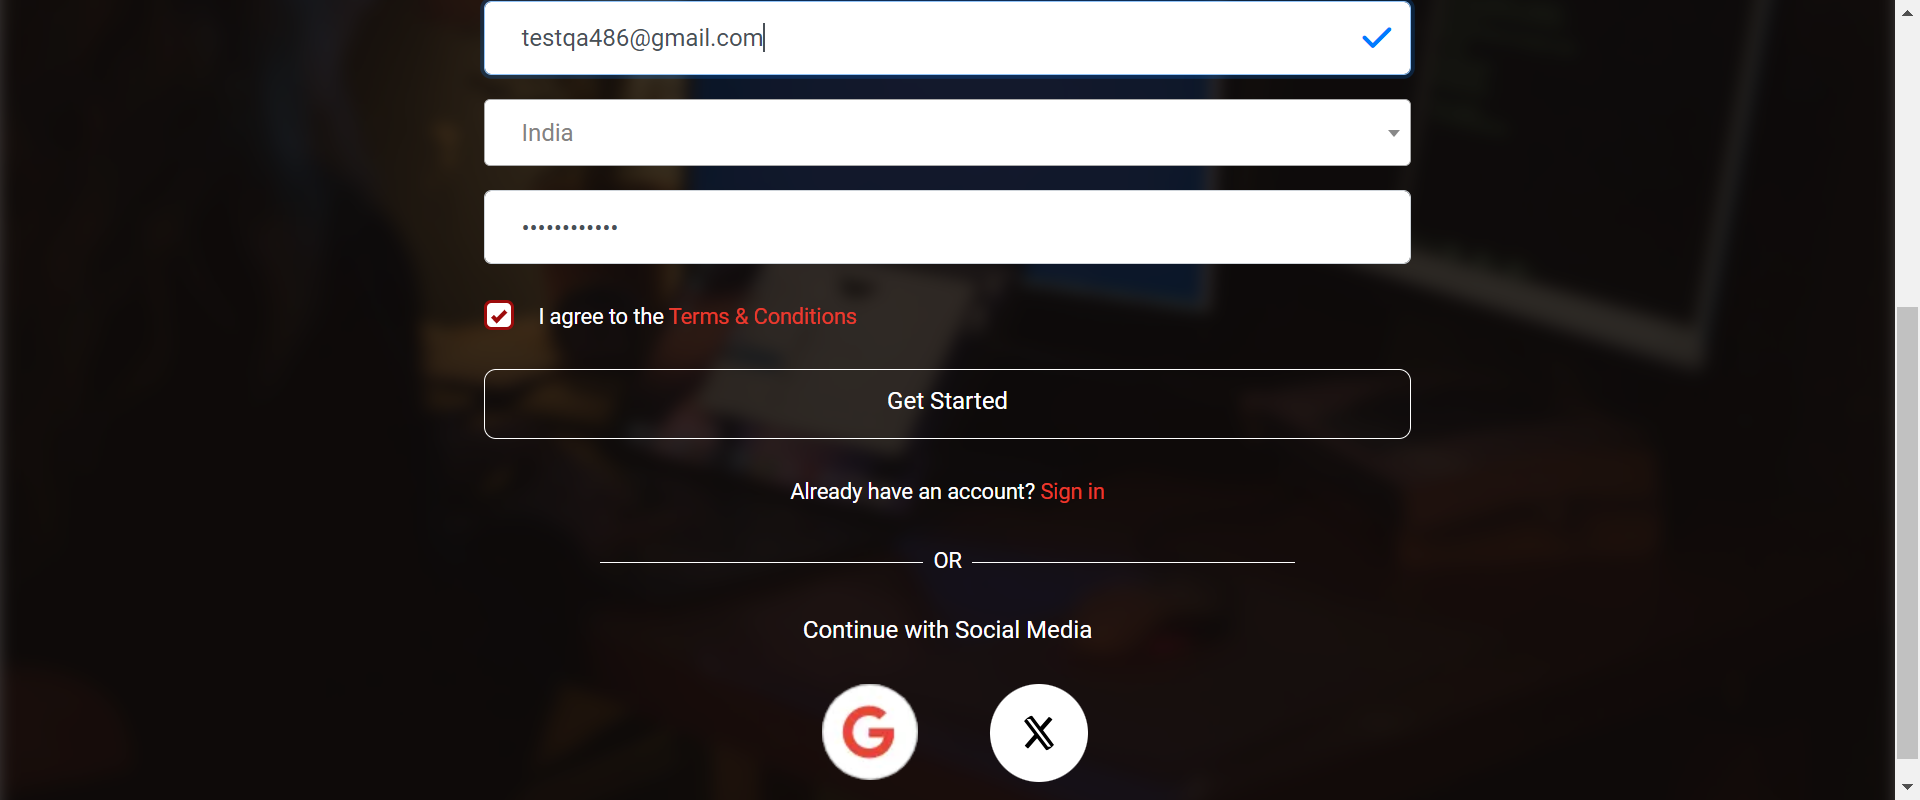 testqa486@gmail.com
India
••••••••••••
I agree to the Terms & Conditions
Get Started
Already have an account? Sign in
OR
Continue with Social Media
G X